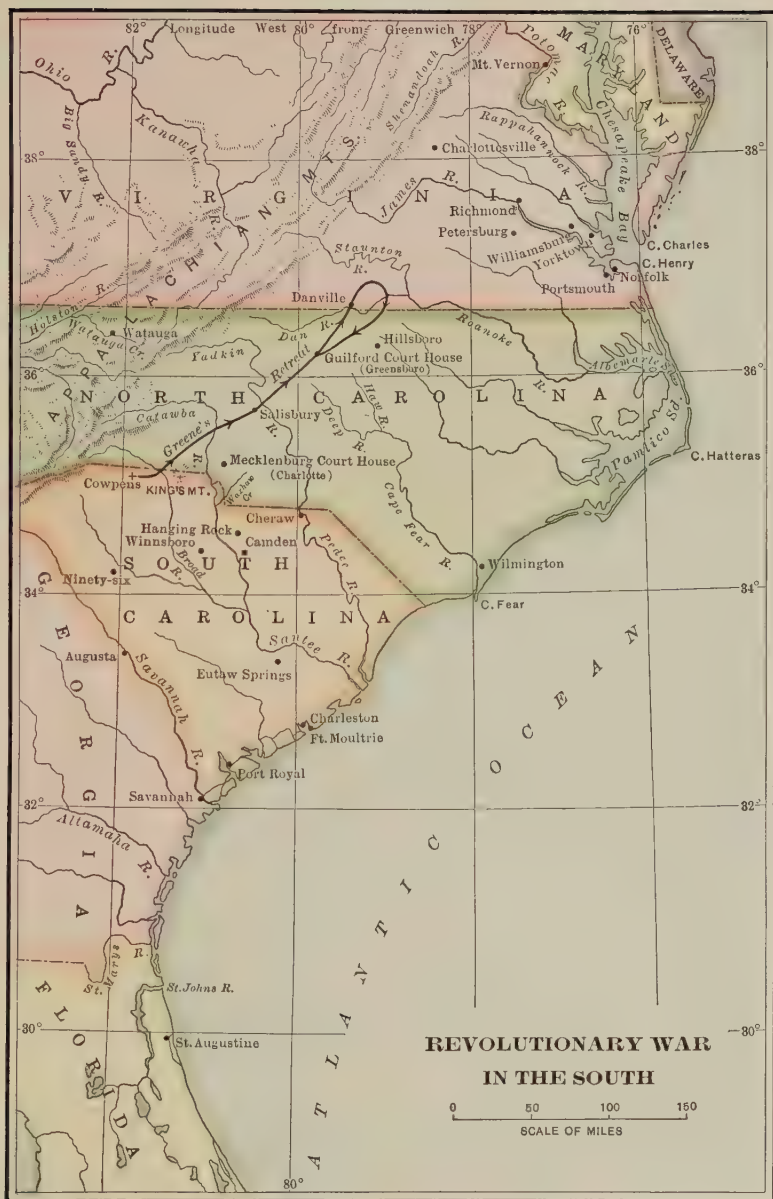 82° Longitude West 80° from Greenwich 78° 76°
Potomac R.
Mt. Vernon
MARYLAND
DELAWARE
Ohio R.
Big Sandy R.
Kanawha R.
Shenandoah R.
Chesapeake Bay
Rappahannock R.
38° 38°
Charlottesville
VIRGINIA
James R.
Richmond
Petersburg
Williamsburg
Yorktown
C. Charles
C. Henry
Norfolk
Portsmouth
Staunton R.
APPALACHIAN MTS.
Holston R.
Watauga Cr.
Watauga
Danville
Dan R.
Yadkin R.
Roanoke R.
Hillsboro
Guilford Court House
(Greensboro)
Albemarle Sd.
36° 36°
NORTH CAROLINA
Greene's Retreat
Catawba R.
Salisbury
Haw R.
Deep R.
Pamlico Sd.
C. Hatteras
Mecklenburg Court House
(Charlotte)
Cowpens
KING'S MT.
Waxhaw Cr.
Cheraw
Cape Fear R.
Hanging Rock
Winnsboro
Camden
Pedee R.
Wilmington
Broad R.
Ninety-six
SOUTH
CAROLINA
34° 34°
C. Fear
GEORGIA
Augusta
Savannah R.
Santee R.
Eutaw Springs
Charleston
Ft. Moultrie
Port Royal
Savannah
32° 32°
Altamaha R.
ATLANTIC OCEAN
St. Marys R.
St. Johns R.
FLORIDA
30° 30°
St. Augustine
REVOLUTIONARY WAR
IN THE SOUTH
0 50 100 150
SCALE OF MILES
80°